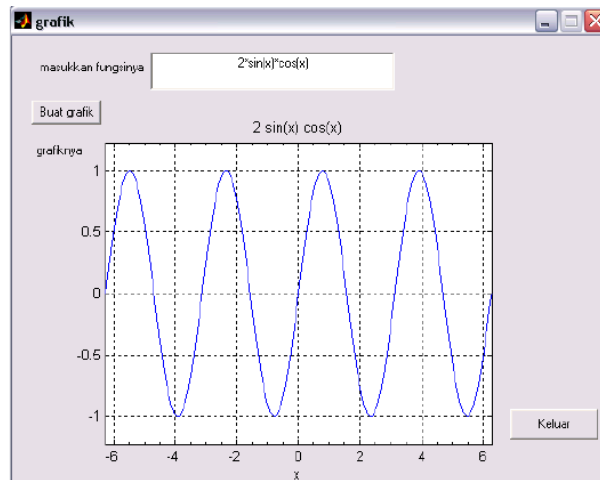 grafik
masukkan fungsinya
2*sin(x)*cos(x)
Buat grafik
2 sin(x) cos(x)
grafiknya
1
0.5
0
-0.5
-1
-6
-4
-2
0
2
4
6
x
Keluar